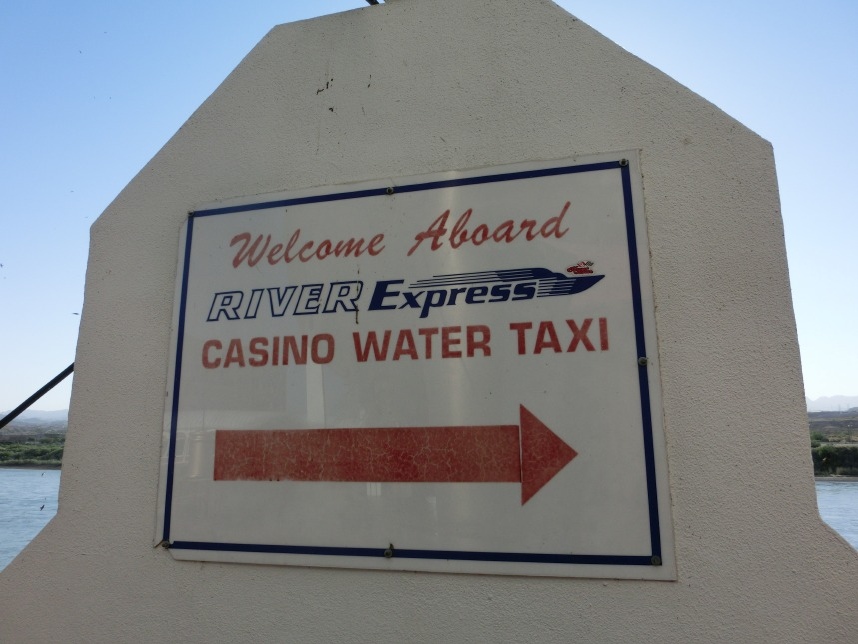 Welcome Aboard
RIVER Express
CASINO WATER TAXI